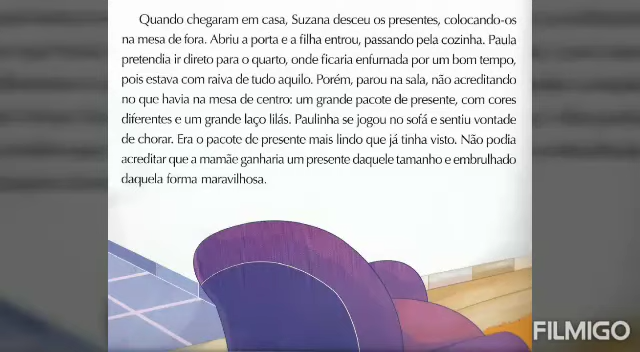 Quando chegaram em casa, Suzana desceu os presentes, colocando-os
na mesa de fora. Abriu a porta e a filha entrou, passando pela cozinha. Paula
pretendia ir direto para o quarto, onde ficaria enfurnada por um bom tempo,
pois estava com raiva de tudo aquilo. Porém, parou na sala, não acreditando
no que havia na mesa de centro: um grande pacote de presente, com cores
diferentes e um grande laço lilás. Paulinha se jogou no sofá e sentiu vontade
de chorar. Era o pacote de presente mais lindo que já tinha visto. Não podia
acreditar que a mamãe ganharia um presente daquele tamanho e embrulhado
daquela forma maravilhosa.
FILMIGO